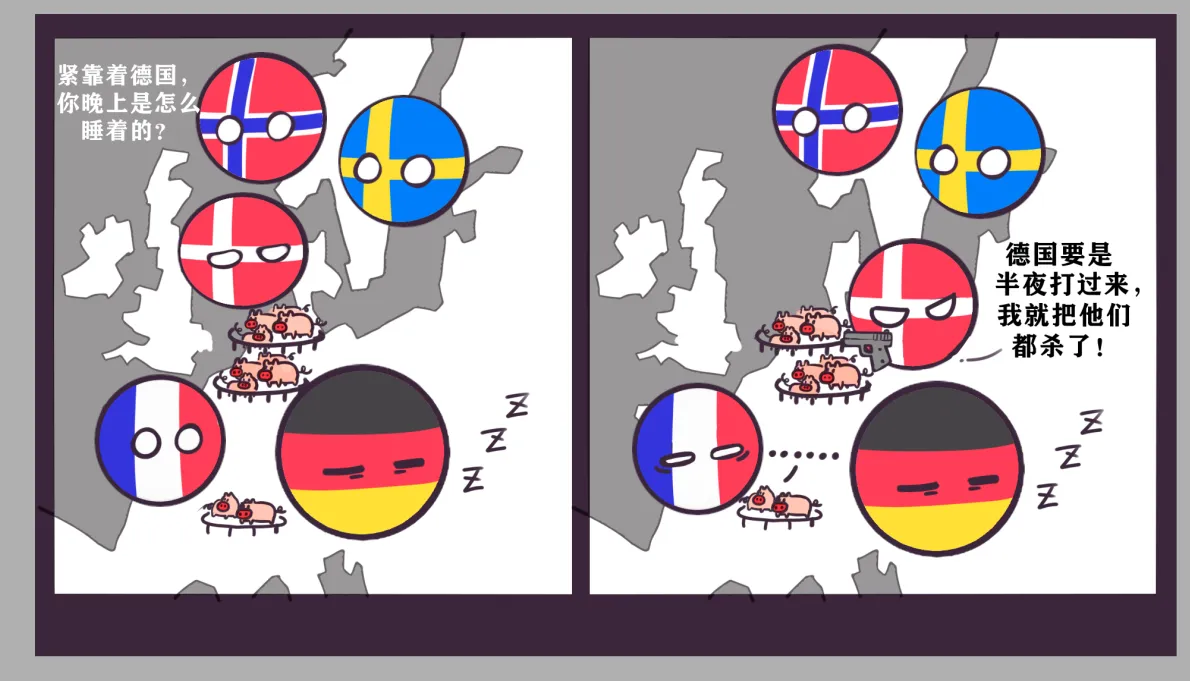 紧靠着德国，
你晚上是怎么
睡着的？
Z
Z
Z
德国要是
半夜打过来，
我就把他们
都杀了！
......
Z
Z
Z